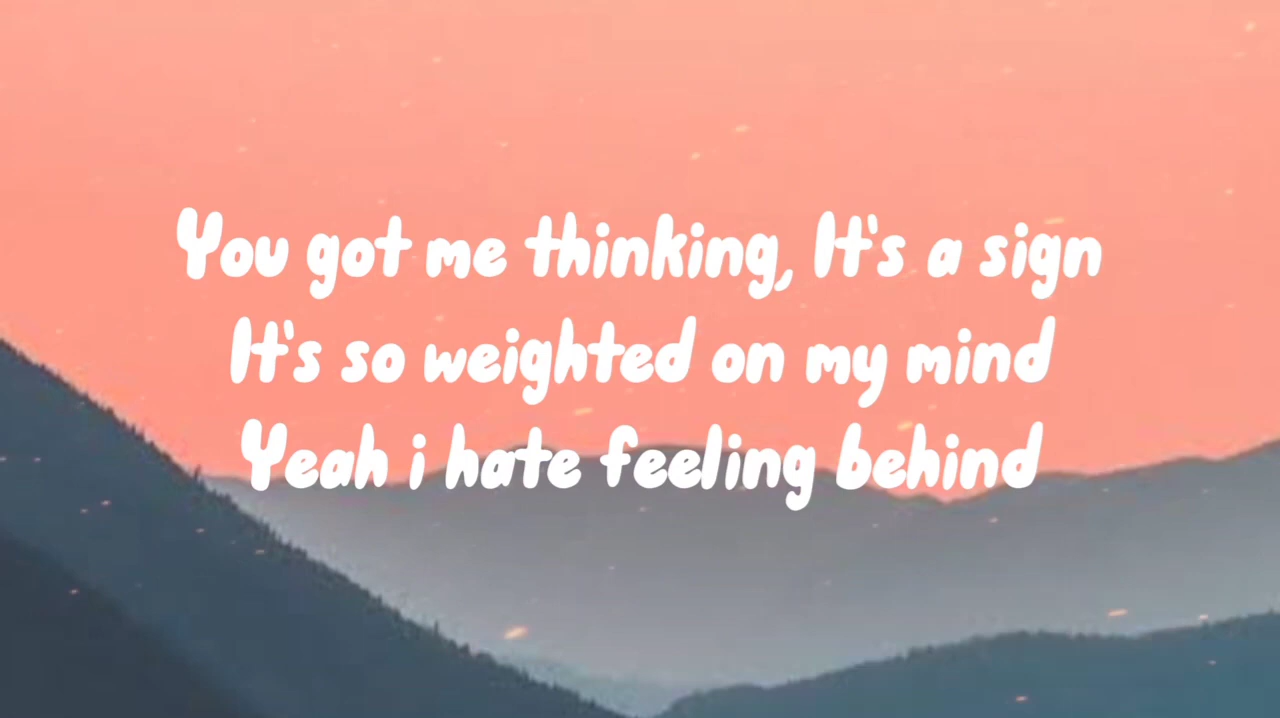 You got me thinking, It's a sign
It's so weighted on my mind
Yeah i hate feeling behind